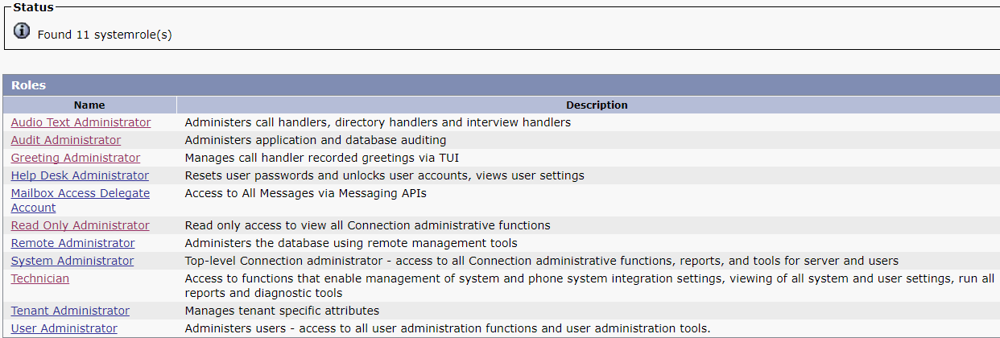 Status
Found 11 systemrole(s)
Roles
Name Description
Audio Text Administrator Administers call handlers, directory handlers and interview handlers
Audit Administrator Administers application and database auditing
Greeting Administrator Manages call handler recorded greetings via TUI
Help Desk Administrator Resets user passwords and unlocks user accounts, views user settings
Mailbox Access Delegate Access to All Messages via Messaging APIs
Account
Read Only Administrator Read only access to view all Connection administrative functions
Remote Administrator Administers the database using remote management tools
System Administrator Top-level Connection administrator - access to all Connection administrative functions, reports, and tools for server and users
Technician Access to functions that enable management of system and phone system integration settings, viewing of all system and user settings, run all
reports and diagnostic tools
Tenant Administrator Manages tenant specific attributes
User Administrator Administers users - access to all user administration functions and user administration tools.